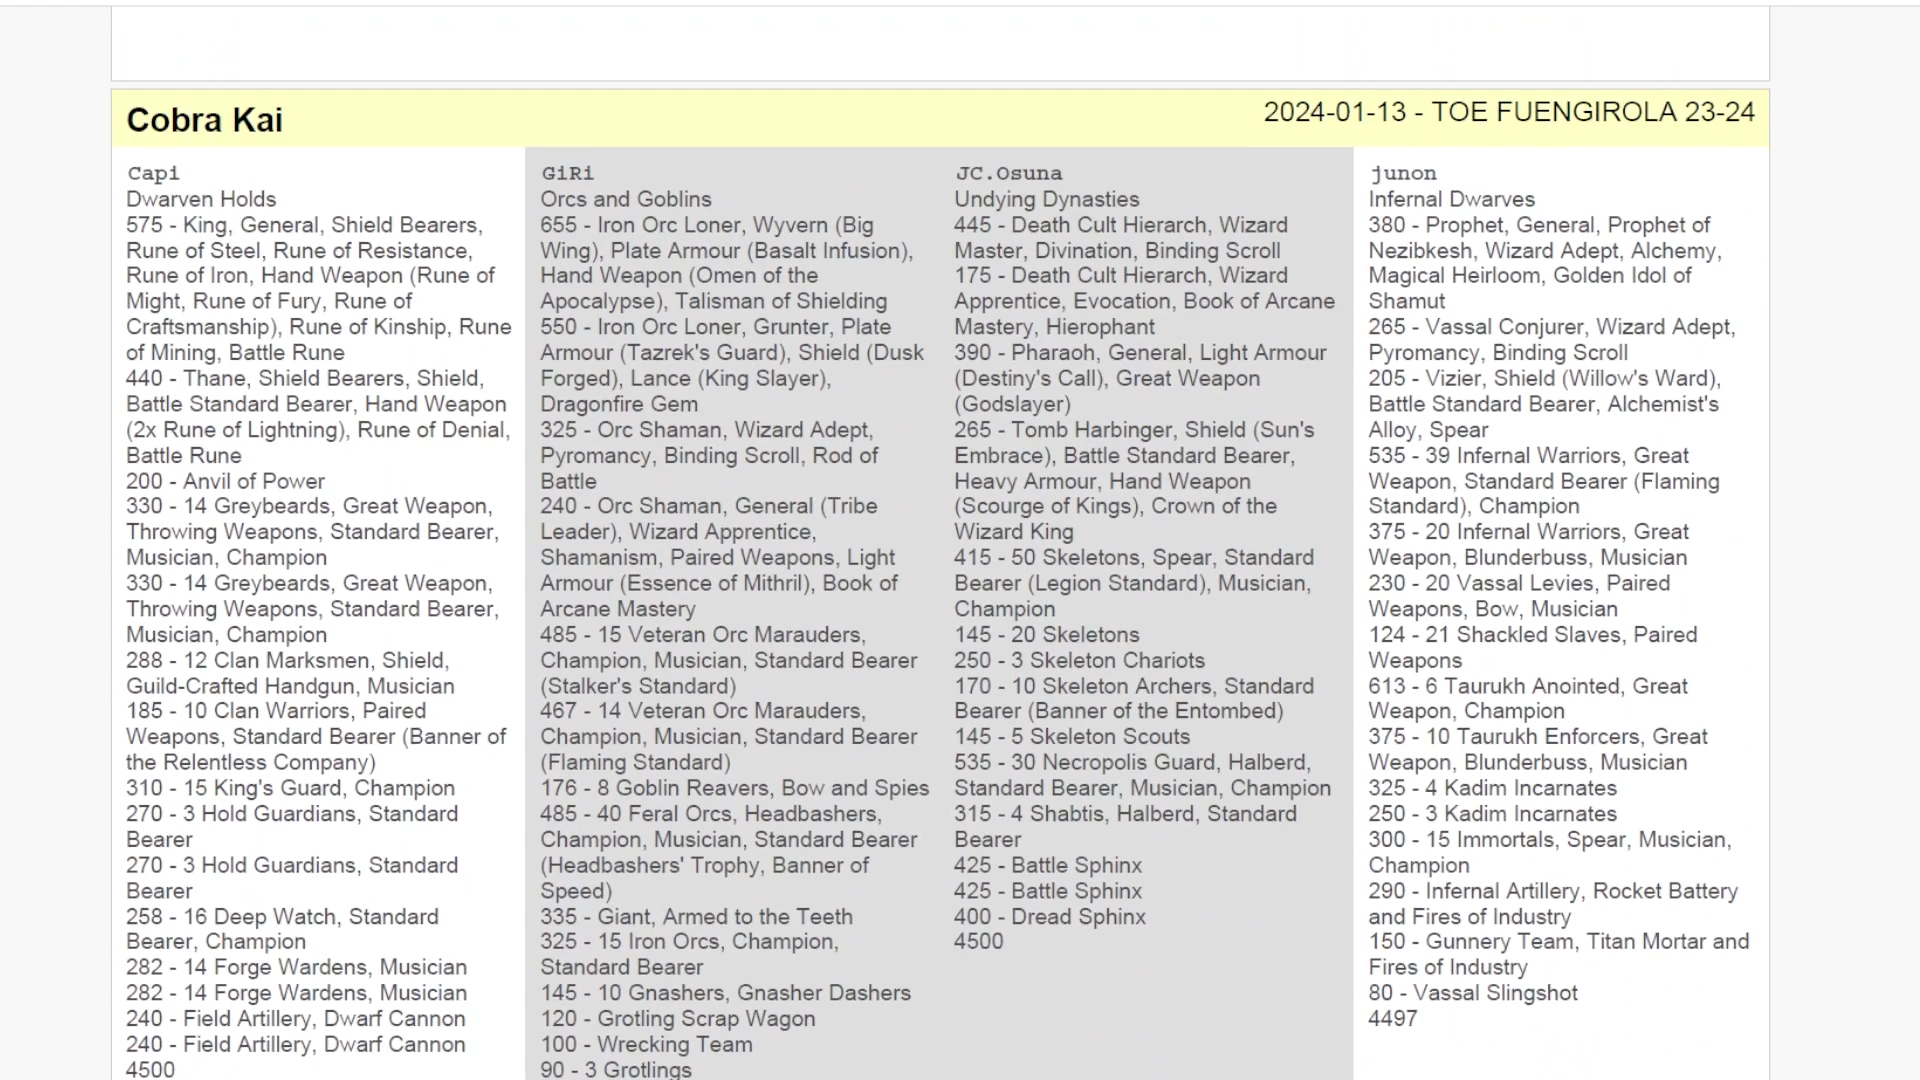 Cobra Kai
2024-01-13 - TOE FUENGIROLA 23-24
Capi
Dwarven Holds
575 - King, General, Shield Bearers,
Rune of Steel, Rune of Resistance,
Rune of Iron, Hand Weapon (Rune of
Might, Rune of Fury, Rune of
Craftsmanship), Rune of Kinship, Rune
of Mining, Battle Rune
440 - Thane, Shield Bearers, Shield,
Battle Standard Bearer, Hand Weapon
(2x Rune of Lightning), Rune of Denial,
Battle Rune
200 - Anvil of Power
330 - 14 Greybeards, Great Weapon,
Throwing Weapons, Standard Bearer,
Musician, Champion
330 - 14 Greybeards, Great Weapon,
Throwing Weapons, Standard Bearer,
Musician, Champion
288 - 12 Clan Marksmen, Shield,
Guild-Crafted Handgun, Musician
185 - 10 Clan Warriors, Paired
Weapons, Standard Bearer (Banner of
the Relentless Company)
310 - 15 King's Guard, Champion
270 - 3 Hold Guardians, Standard
Bearer
270 - 3 Hold Guardians, Standard
Bearer
258 - 16 Deep Watch, Standard
Bearer, Champion
282 - 14 Forge Wardens, Musician
282 - 14 Forge Wardens, Musician
240 - Field Artillery, Dwarf Cannon
240 - Field Artillery, Dwarf Cannon
4500
GiRi
Orcs and Goblins
655 - Iron Orc Loner, Wyvern (Big
Wing), Plate Armour (Basalt Infusion),
Hand Weapon (Omen of the
Apocalypse), Talisman of Shielding
550 - Iron Orc Loner, Grunter, Plate
Armour (Tazrek's Guard), Shield (Dusk
Forged), Lance (King Slayer),
Dragonfire Gem
325 - Orc Shaman, Wizard Adept,
Pyromancy, Binding Scroll, Rod of
Battle
240 - Orc Shaman, General (Tribe
Leader), Wizard Apprentice,
Shamanism, Paired Weapons, Light
Armour (Essence of Mithril), Book of
Arcane Mastery
485 - 15 Veteran Orc Marauders,
Champion, Musician, Standard Bearer
(Stalker's Standard)
467 - 14 Veteran Orc Marauders,
Champion, Musician, Standard Bearer
(Flaming Standard)
176 - 8 Goblin Reavers, Bow and Spies
485 - 40 Feral Orcs, Headbashers,
Champion, Musician, Standard Bearer
(Headbashers' Trophy, Banner of
Speed)
335 - Giant, Armed to the Teeth
325 - 15 Iron Orcs, Champion,
Standard Bearer
145 - 10 Gnashers, Gnasher Dashers
120 - Grotling Scrap Wagon
100 - Wrecking Team
90 - 3 Grotlings
JC.Osuna
Undying Dynasties
445 - Death Cult Hierarch, Wizard
Master, Divination, Binding Scroll
175 - Death Cult Hierarch, Wizard
Apprentice, Evocation, Book of Arcane
Mastery, Hierophant
390 - Pharaoh, General, Light Armour
(Destiny's Call), Great Weapon
(Godslayer)
265 - Tomb Harbinger, Shield (Sun's
Embrace), Battle Standard Bearer,
Heavy Armour, Hand Weapon
(Scourge of Kings), Crown of the
Wizard King
415 - 50 Skeletons, Spear, Standard
Bearer (Legion Standard), Musician,
Champion
145 - 20 Skeletons
250 - 3 Skeleton Chariots
170 - 10 Skeleton Archers, Standard
Bearer (Banner of the Entombed)
145 - 5 Skeleton Scouts
535 - 30 Necropolis Guard, Halberd,
Standard Bearer, Musician, Champion
315 - 4 Shabtis, Halberd, Standard
Bearer
425 - Battle Sphinx
425 - Battle Sphinx
400 - Dread Sphinx
4500
junon
Infernal Dwarves
380 - Prophet, General, Prophet of
Nezibkesh, Wizard Adept, Alchemy,
Magical Heirloom, Golden Idol of
Shamut
265 - Vassal Conjurer, Wizard Adept,
Pyromancy, Binding Scroll
205 - Vizier, Shield (Willow's Ward),
Battle Standard Bearer, Alchemist's
Alloy, Spear
535 - 39 Infernal Warriors, Great
Weapon, Standard Bearer (Flaming
Standard), Champion
375 - 20 Infernal Warriors, Great
Weapon, Blunderbuss, Musician
230 - 20 Vassal Levies, Paired
Weapons, Bow, Musician
124 - 21 Shackled Slaves, Paired
Weapons
613 - 6 Taurukh Anointed, Great
Weapon, Champion
375 - 10 Taurukh Enforcers, Great
Weapon, Blunderbuss, Musician
325 - 4 Kadim Incarnates
250 - 3 Kadim Incarnates
300 - 15 Immortals, Spear, Musician,
Champion
290 - Infernal Artillery, Rocket Battery
and Fires of Industry
150 - Gunnery Team, Titan Mortar and
Fires of Industry
80 - Vassal Slingshot
4497